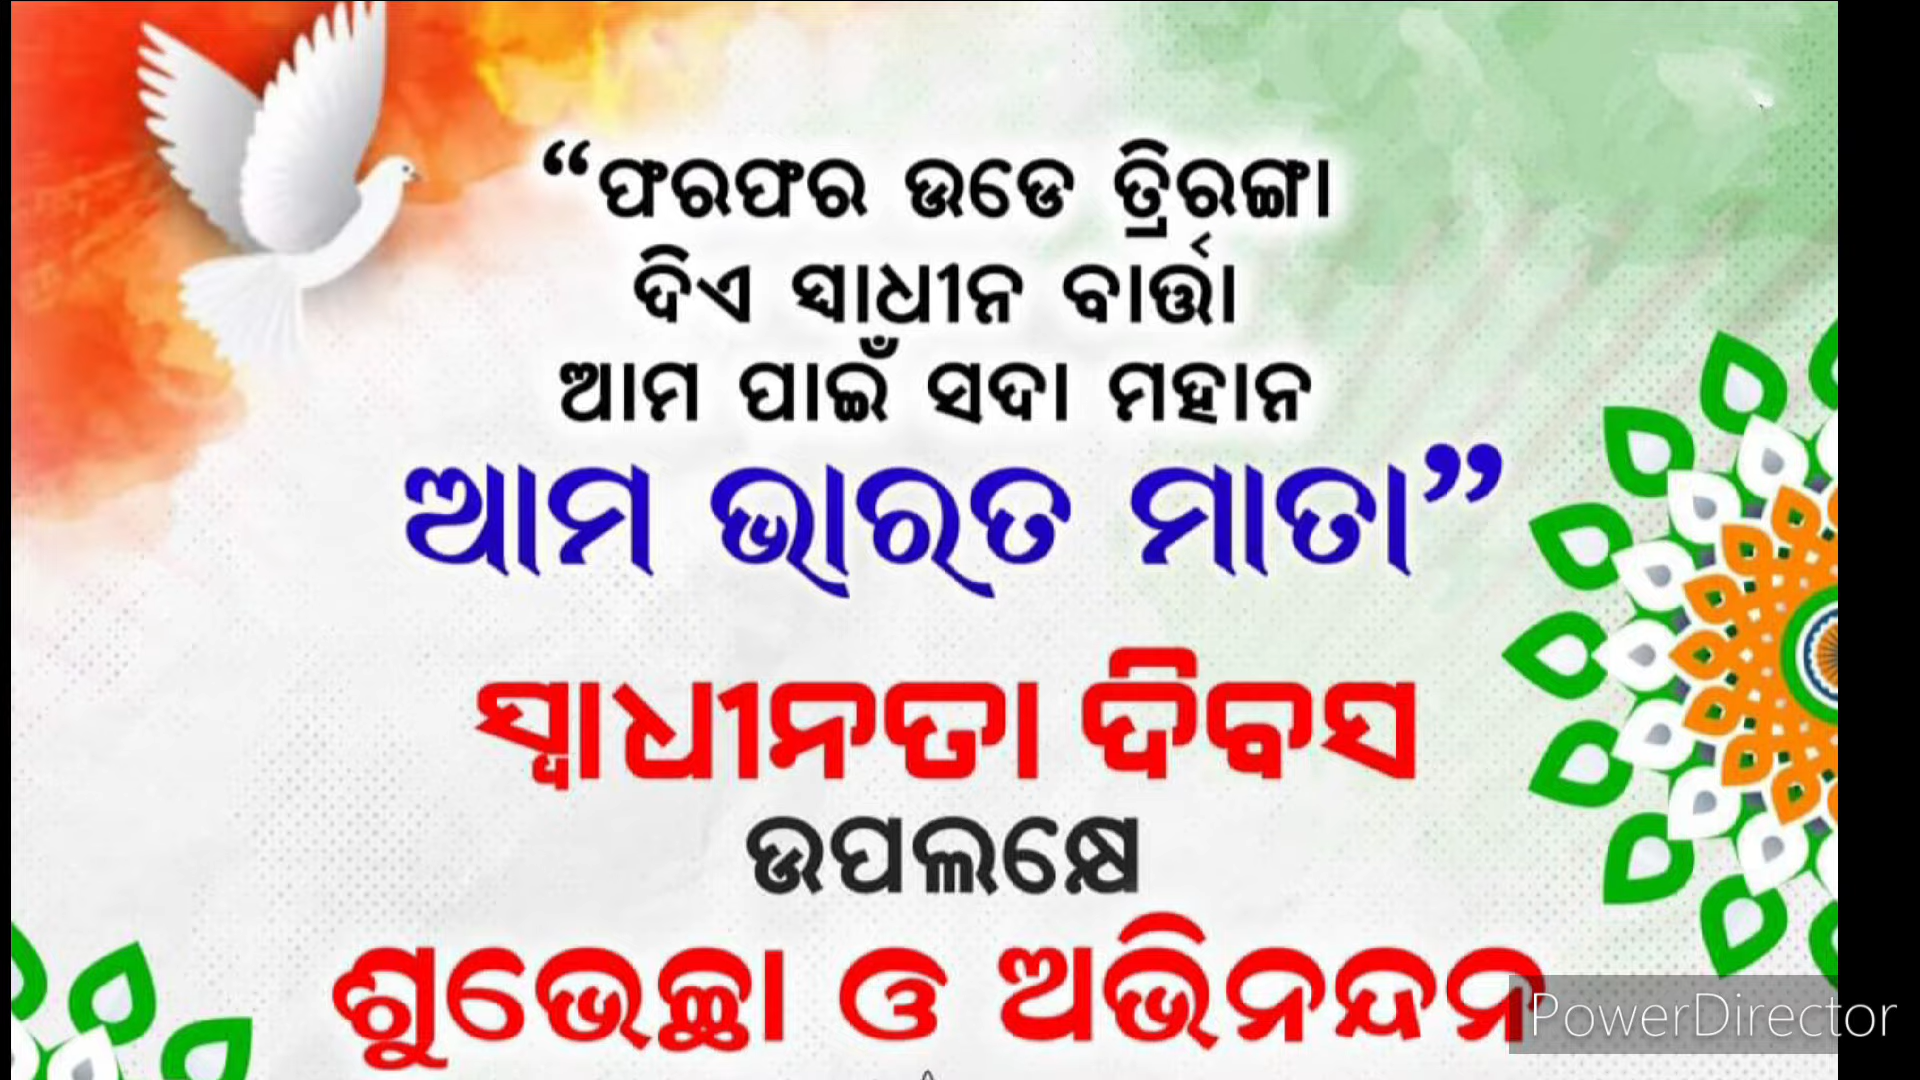 “ଫରଫର ଉଡେ ତ୍ରିରଙ୍ଗା
ଦିଏ ସ୍ଵାଧୀନ ବାର୍ତ୍ତା
ଆମ ପାଇଁ ସଦା ମହାନ
ଆମ ଭାରତ ମାତା”
ସ୍ୱାଧୀନତା ଦିବସ
ଉପଲକ୍ଷେ
ଶୁଭେଚ୍ଛା ଓ ଅଭିନନ୍ଦନ
PowerDirector